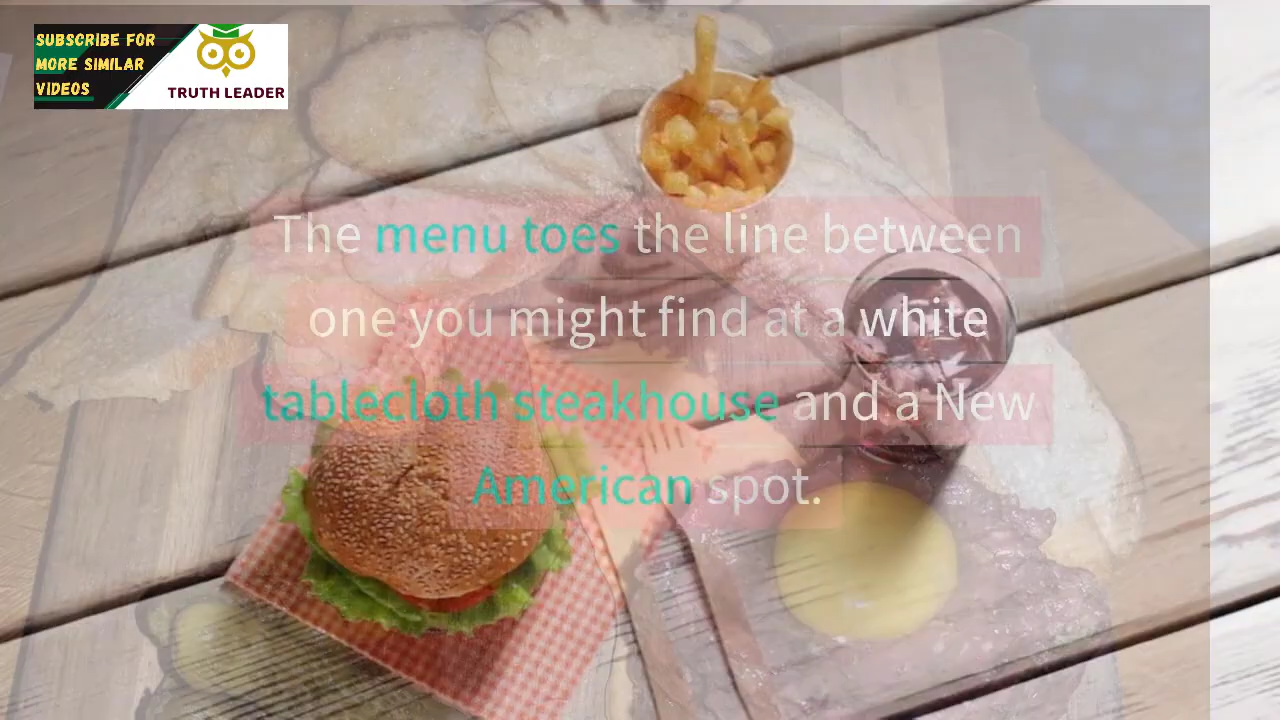 SUBSCRIBE FOR
MORE SIMILAR
VIDEOS
TRUTH LEADER
The menu toes the line between
one you might find at a white
tablecloth steakhouse and a New
American spot.